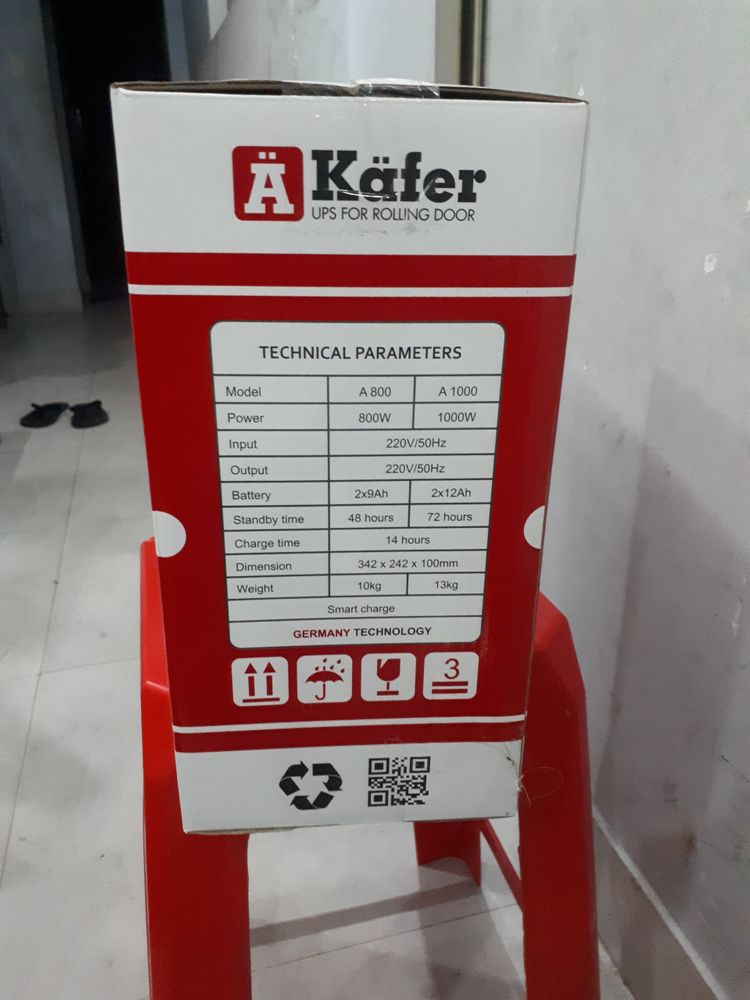 Ä Käfer
UPS FOR ROLLING DOOR
TECHNICAL PARAMETERS
Model A 800 A 1000
Power 800W 1000W
Input 220V/50Hz
Output 220V/50Hz
Battery 2x9Ah 2x12Ah
Standby time 48 hours 72 hours
Charge time 14 hours
Dimension 342 x 242 x 100mm
Weight 10kg 13kg
Smart charge
GERMANY TECHNOLOGY
3